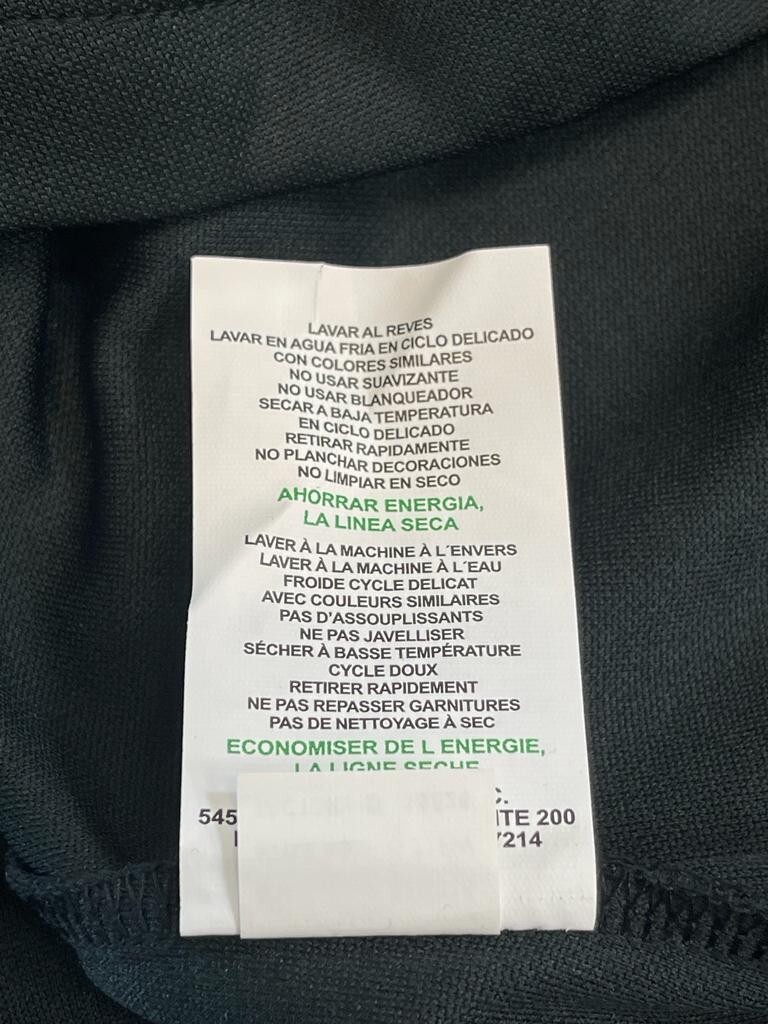 LAVAR AL REVES
LAVAR EN AGUA FRIA EN CICLO DELICADO
CON COLORES SIMILARES
NO USAR SUAVIZANTE
NO USAR BLANQUEADOR
SECAR A BAJA TEMPERATURA
EN CICLO DELICADO
RETIRAR RAPIDAMENTE
NO PLANCHAR DECORACIONES
NO LIMPIAR EN SECO
AHORRAR ENERGIA,
LA LINEA SECA
LAVER À LA MACHINE À L´ENVERS
LAVER À LA MACHINE À L´EAU
FROIDE CYCLE DELICAT
AVEC COULEURS SIMILAIRES
PAS D'ASSOUPLISSANTS
NE PAS JAVELLISER
SÉCHER À BASSE TEMPÉRATURE
CYCLE DOUX
RETIRER RAPIDEMENT
NE PAS REPASSER GARNITURES
PAS DE NETTOYAGE À SEC
ECONOMISER DE L ENERGIE,
LA LIGNE SECHE
545 200
7214